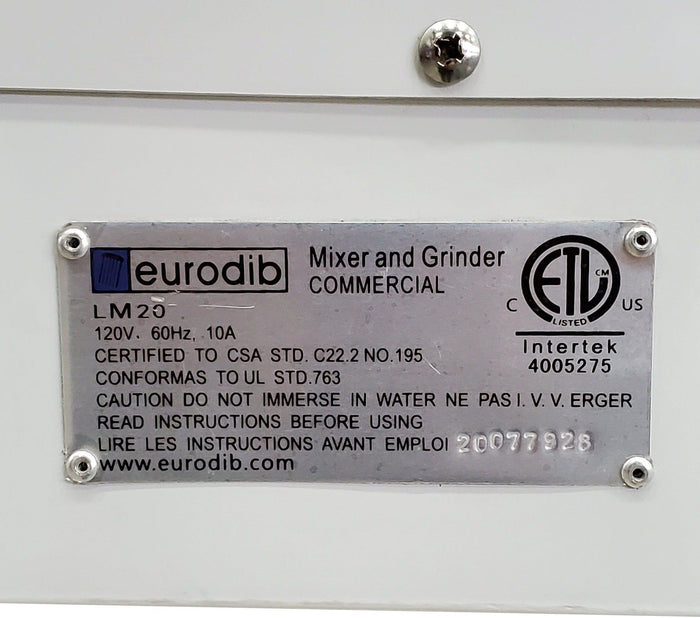 eurodib
Mixer and Grinder
COMMERCIAL
LM20
120V. 60Hz, 10A
CERTIFIED TO CSA STD. C22.2 NO.195
CONFORMAS TO UL STD.763
CAUTION DO NOT IMMERSE IN WATER NE PAS I. V. V. ERGER
READ INSTRUCTIONS BEFORE USING
LIRE LES INSTRUCTIONS AVANT EMPLOI 20077928
www.eurodib.com
ETL CM
C US
LISTED
Intertek
4005275